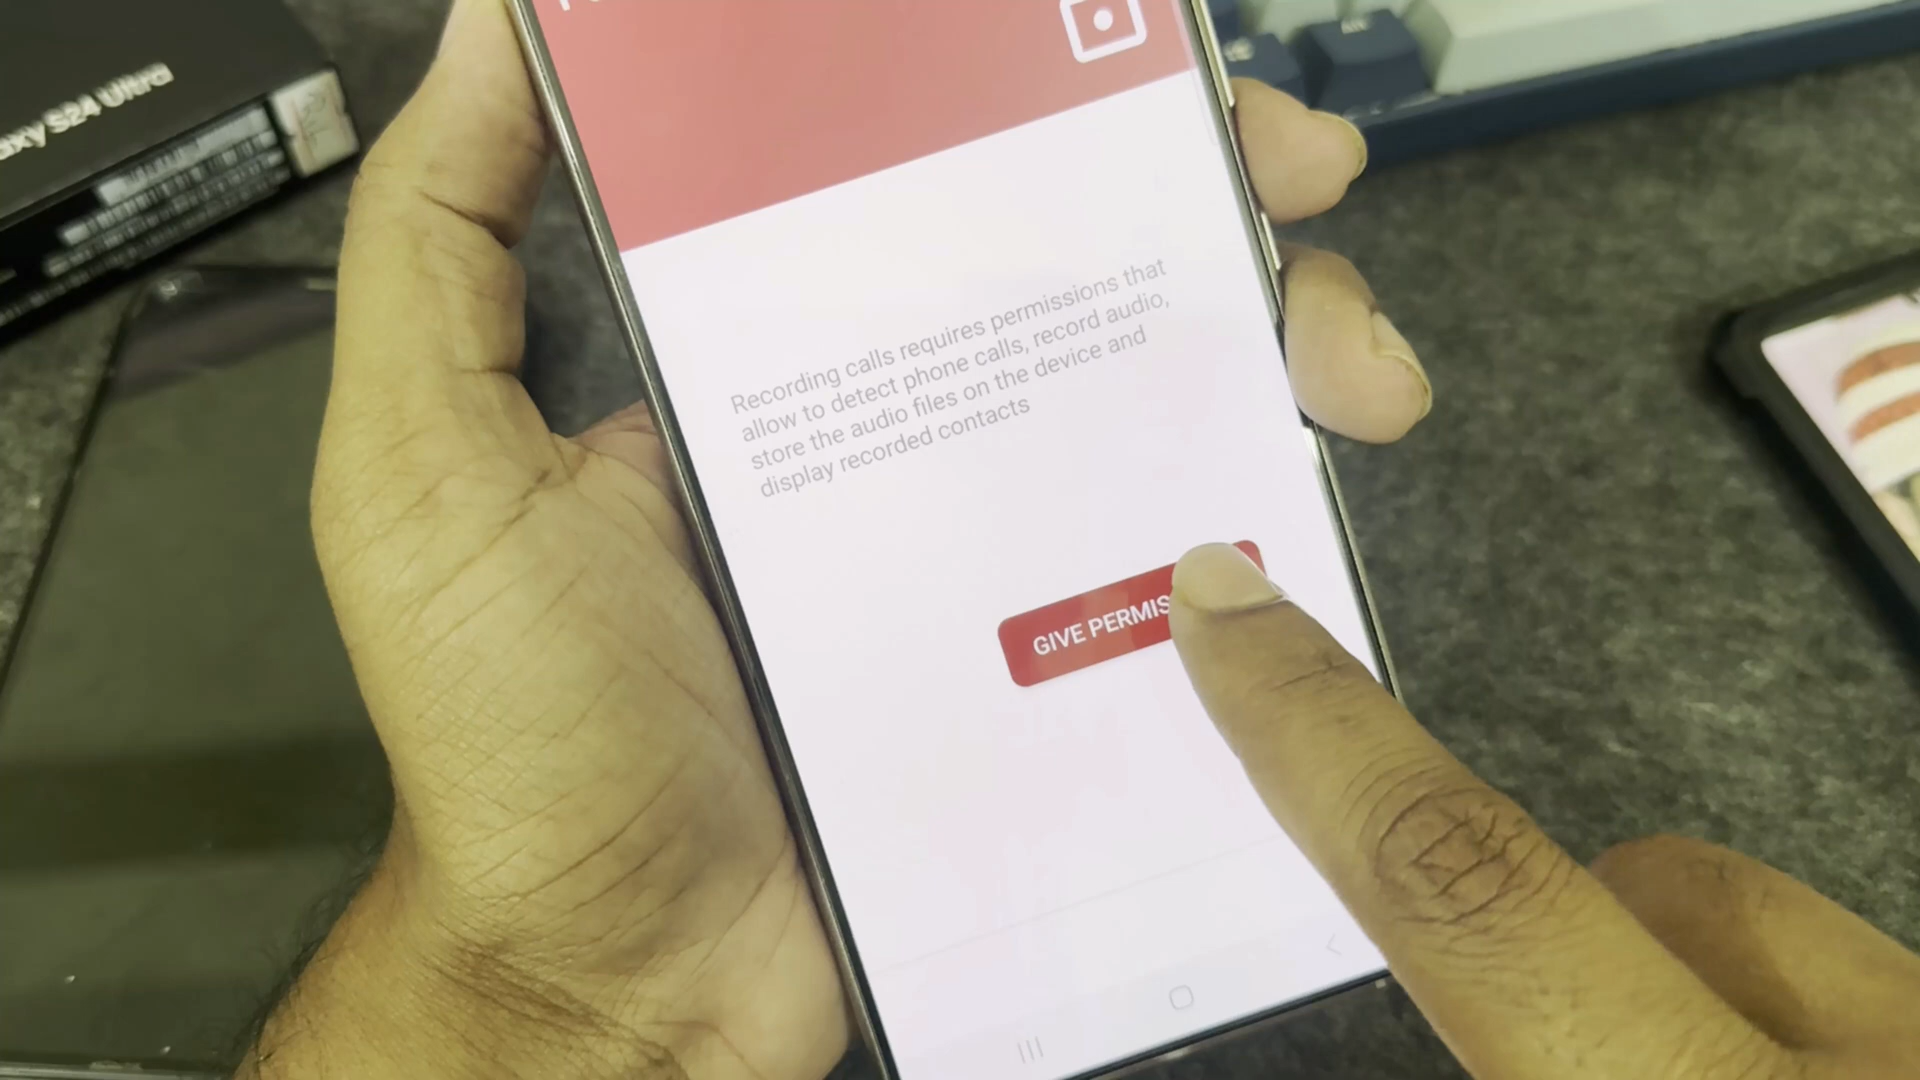 axy S24 Ultra
Recording calls requires permissions that
allow to detect phone calls, record audio,
store the audio files on the device and
display recorded contacts
GIVE PERMIS